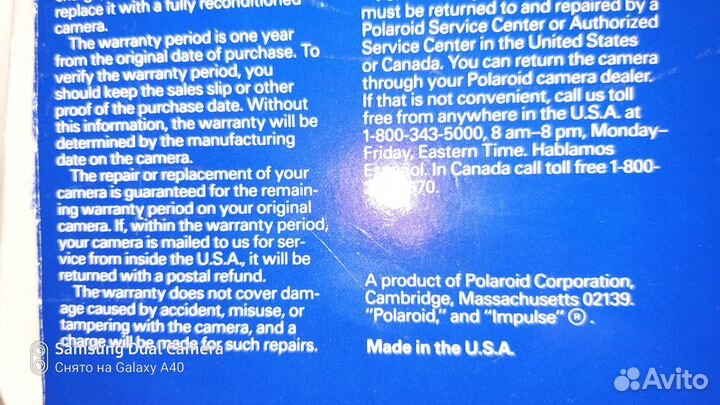 replace it with a fully reconditioned
camera.
The warranty period is one year
from the original date of purchase. To
verify the warranty period, you
should keep the sales slip or other
proof of the purchase date. Without
this information, the warranty will be
determined by the manufacturing
date on the camera.
The repair or replacement of your
camera is guaranteed for the remain-
ing warranty period on your original
camera. If, within the warranty period,
your camera is mailed to us for ser-
vice from inside the U.S.A., it will be
returned with a postal refund.
The warranty does not cover dam-
age caused by accident, misuse, or
tampering with the camera, and a
charge will be made for such repairs.
must be returned to and repaired by a
Polaroid Service Center or Authorized
Service Center in the United States
or Canada. You can return the camera
through your Polaroid camera dealer.
If that is not convenient, call us toll
free from anywhere in the U.S.A. at
1-800-343-5000, 8 am–8 pm, Monday–
Friday, Eastern Time. Hablamos
Español. In Canada call toll free 1-800-
70.
A product of Polaroid Corporation,
Cambridge, Massachusetts 02139.
"Polaroid," and "Impulse" ®.
Made in the U.S.A.
Samsung Dual Camera
Снято на Galaxy A40
Avito